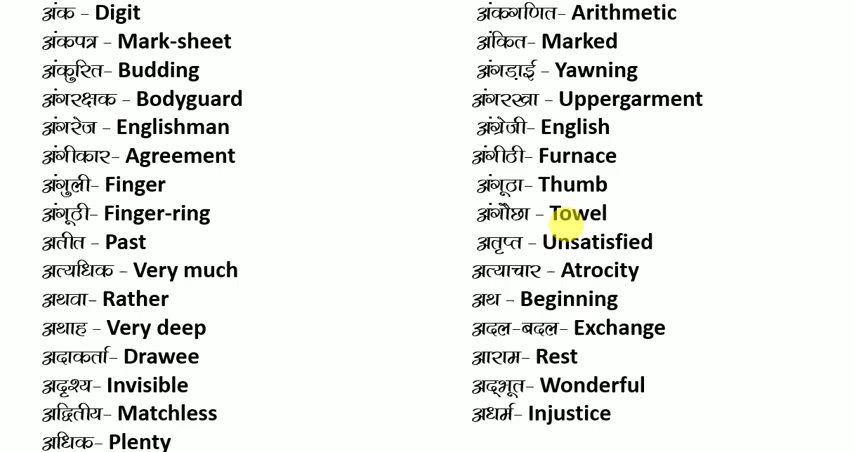 अंक – Digit
अंकपत्र – Mark-sheet
अंकुरित– Budding
अंगरक्षक – Bodyguard
अंगरेज – Englishman
अंगीकार– Agreement
अंगुली– Finger
अंगूठी– Finger-ring
अतीत – Past
अत्यधिक – Very much
अथवा– Rather
अथाह – Very deep
अदाकर्ता– Drawee
अदृश्य– Invisible
अद्वितीय– Matchless
अधिक– Plenty
अंकगणित– Arithmetic
अंकित– Marked
अंगड़ाई – Yawning
अंगरखा – Uppergarment
अंग्रेजी– English
अंगीठी– Furnace
अंगूठा– Thumb
अंगौछा – Towel
अतृप्त – Unsatisfied
अत्याचार – Atrocity
अथ – Beginning
अदल-बदल– Exchange
आराम– Rest
अद्भूत– Wonderful
अधर्म– Injustice